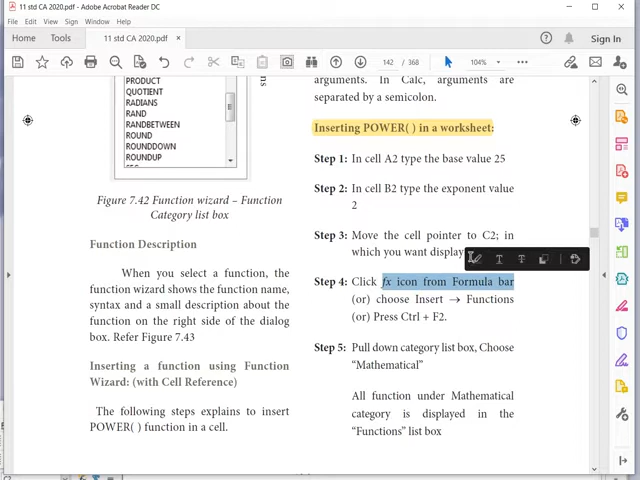 11 std CA 2020.pdf - Adobe Acrobat Reader DC
File Edit View Sign Window Help
Home Tools 11 std CA 2020.pdf × Sign In
142 / 368 104%
PRODUCT
QUOTIENT
RADIANS
RAND
RANDBETWEEN
ROUND
ROUNDDOWN
ROUNDUP
Figure 7.42 Function wizard – Function
Category list box
Function Description
When you select a function, the
function wizard shows the function name,
syntax and a small description about the
function on the right side of the dialog
box. Refer Figure 7.43
Inserting a function using Function
Wizard: (with Cell Reference)
The following steps explains to insert
POWER( ) function in a cell.
arguments. In Calc, arguments are
separated by a semicolon.
Inserting POWER( ) in a worksheet:
Step 1: In cell A2 type the base value 25
Step 2: In cell B2 type the exponent value
2
Step 3: Move the cell pointer to C2; in
which you want display
Step 4: Click fx icon from Formula bar
(or) choose Insert → Functions
(or) Press Ctrl + F2.
Step 5: Pull down category list box, Choose
“Mathematical”
All function under Mathematical
category is displayed in the
“Functions” list box